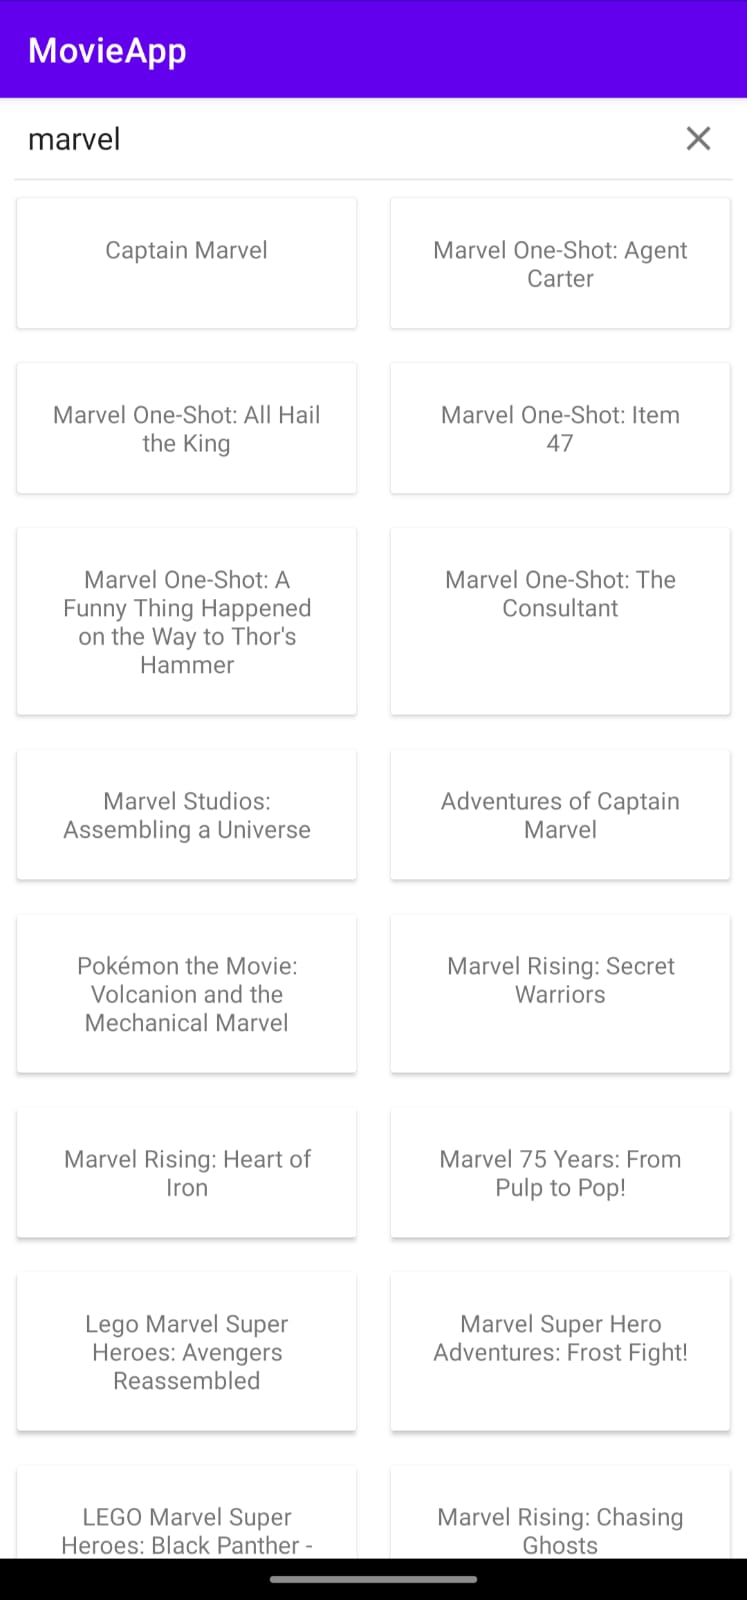 MovieApp
marvel
Captain Marvel
Marvel One-Shot: Agent
Carter
Marvel One-Shot: All Hail
the King
Marvel One-Shot: Item
47
Marvel One-Shot: A
Funny Thing Happened
on the Way to Thor's
Hammer
Marvel One-Shot: The
Consultant
Marvel Studios:
Assembling a Universe
Adventures of Captain
Marvel
Pokémon the Movie:
Volcanion and the
Mechanical Marvel
Marvel Rising: Secret
Warriors
Marvel Rising: Heart of
Iron
Marvel 75 Years: From
Pulp to Pop!
Lego Marvel Super
Heroes: Avengers
Reassembled
Marvel Super Hero
Adventures: Frost Fight!
LEGO Marvel Super
Heroes: Black Panther -
Marvel Rising: Chasing
Ghosts